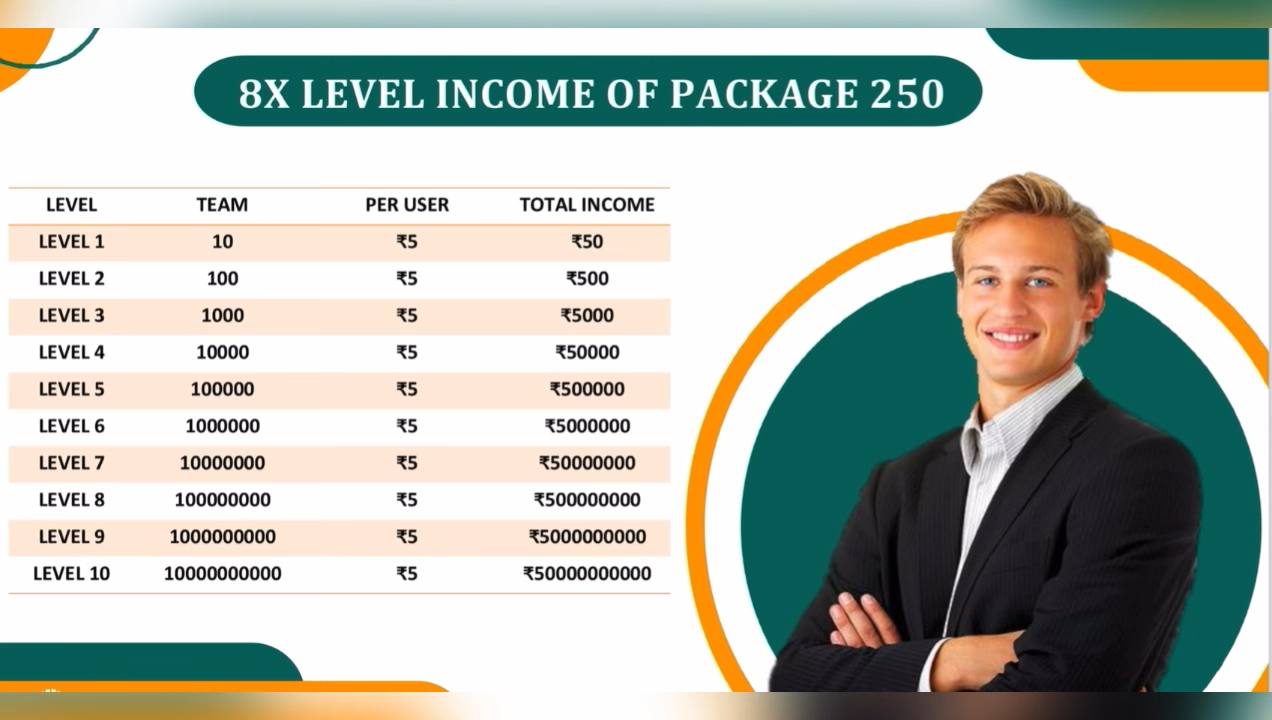 8X LEVEL INCOME OF PACKAGE 250
LEVEL TEAM PER USER TOTAL INCOME
LEVEL 1 10 ₹5 ₹50
LEVEL 2 100 ₹5 ₹500
LEVEL 3 1000 ₹5 ₹5000
LEVEL 4 10000 ₹5 ₹50000
LEVEL 5 100000 ₹5 ₹500000
LEVEL 6 1000000 ₹5 ₹5000000
LEVEL 7 10000000 ₹5 ₹50000000
LEVEL 8 100000000 ₹5 ₹500000000
LEVEL 9 1000000000 ₹5 ₹5000000000
LEVEL 10 10000000000 ₹5 ₹50000000000